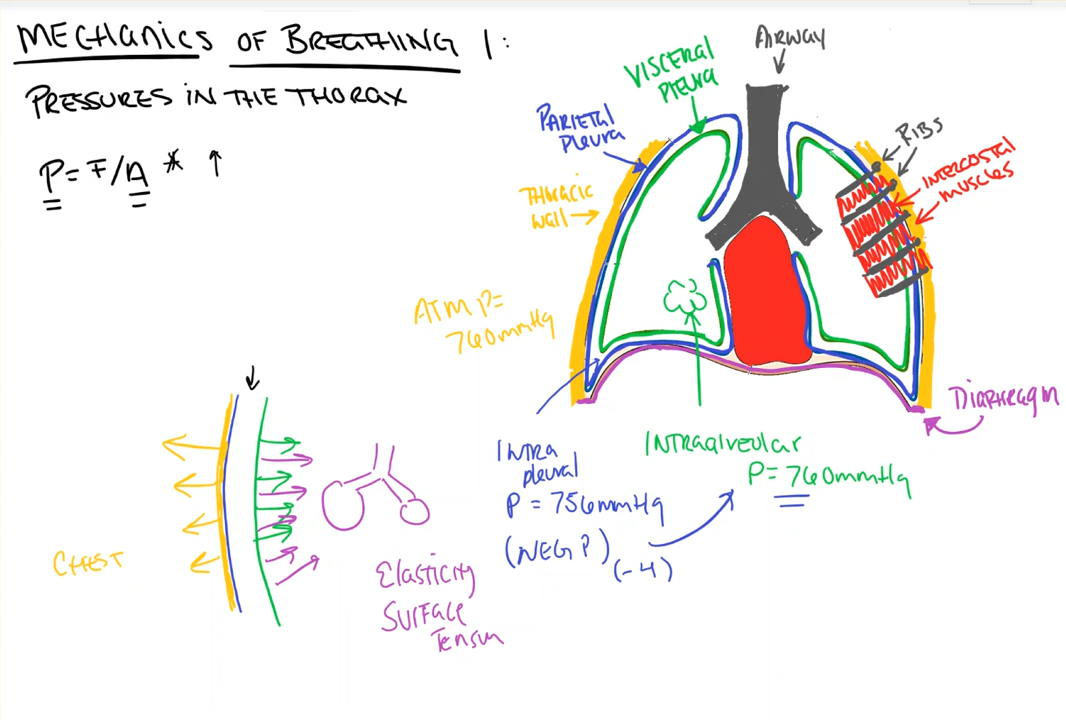 MECHANICS OF BREATHING 1:
PRESSURES IN THE THORAX
P = F/A * ↑
AIRWAY
VISCERAL
PLEURA
PARIETAL
PLEURA
RIBS
INTERCOSTAL
MUSCLES
THORACIC
WALL
ATM P=
760mmHg
DIAPHRAGM
INTRA
pleural
P = 756mmHg
(NEG P)
(-4)
INTRAALVEOLAR
P= 760mmHg
CHEST
Elasticity
SURFACE
Tension